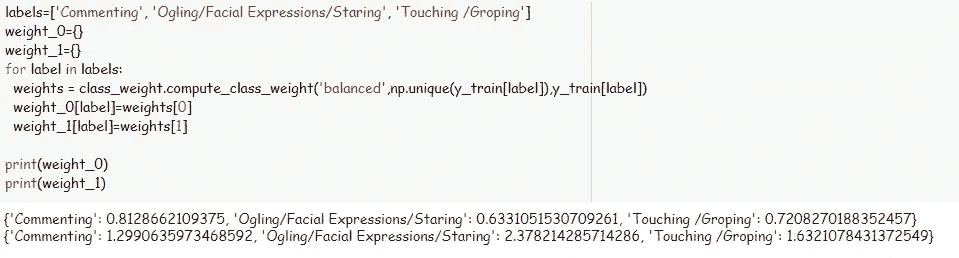 labels=['Commenting', 'Ogling/Facial Expressions/Staring', 'Touching /Groping']
weight_0={}
weight_1={}
for label in labels:
  weights = class_weight.compute_class_weight('balanced',np.unique(y_train[label]),y_train[label])
  weight_0[label]=weights[0]
  weight_1[label]=weights[1]

print(weight_0)
print(weight_1)

{'Commenting': 0.8128662109375, 'Ogling/Facial Expressions/Staring': 0.6331051530709261, 'Touching /Groping': 0.7208270188352457}
{'Commenting': 1.2990635973468592, 'Ogling/Facial Expressions/Staring': 2.378214285714286, 'Touching /Groping': 1.6321078431372549}